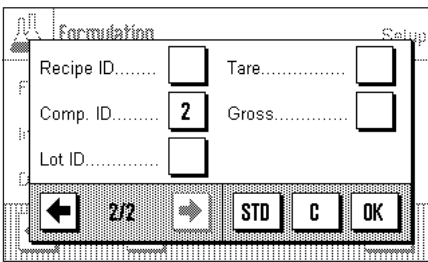 Formulation Setup
Recipe ID........ Tare...............
Comp. ID........ 2 Gross............
Lot ID.............
2/2 STD C OK